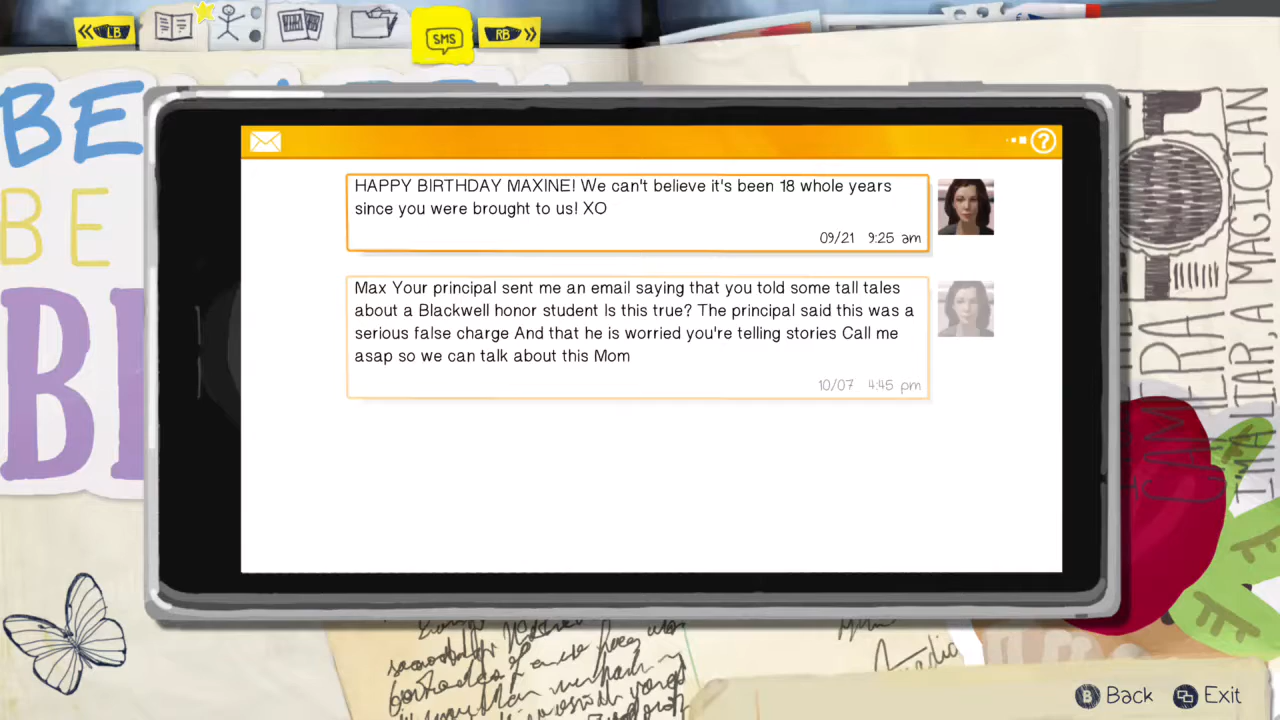 LB
SMS
RB
BE
BE
HAPPY BIRTHDAY MAXINE! We can't believe it's been 18 whole years
since you were brought to us! XO
09/21 9:25 am
Max Your principal sent me an email saying that you told some tall tales
about a Blackwell honor student Is this true? The principal said this was a
serious false charge And that he is worried you're telling stories Call me
asap so we can talk about this Mom
10/07 4:45 pm
CAMERA
I'M A LIAR, A MAGICIAN
B Back
Exit